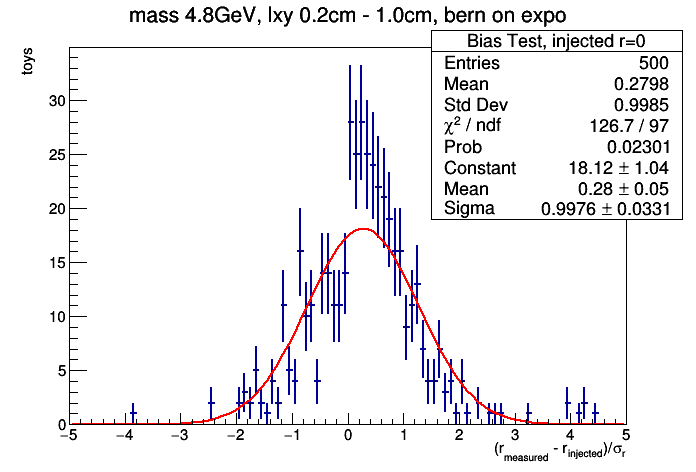 mass 4.8GeV, lxy 0.2cm - 1.0cm, bern on expo
Bias Test, injected r=0
Entries 500
Mean 0.2798
Std Dev 0.9985
χ² / ndf 126.7 / 97
Prob 0.02301
Constant 18.12 ± 1.04
Mean 0.28 ± 0.05
Sigma 0.9976 ± 0.0331
toys
30
25
20
15
10
5
0
−5 −4 −3 −2 −1 0 1 2 3 4 5
(r_measured - r_injected)/σ_r